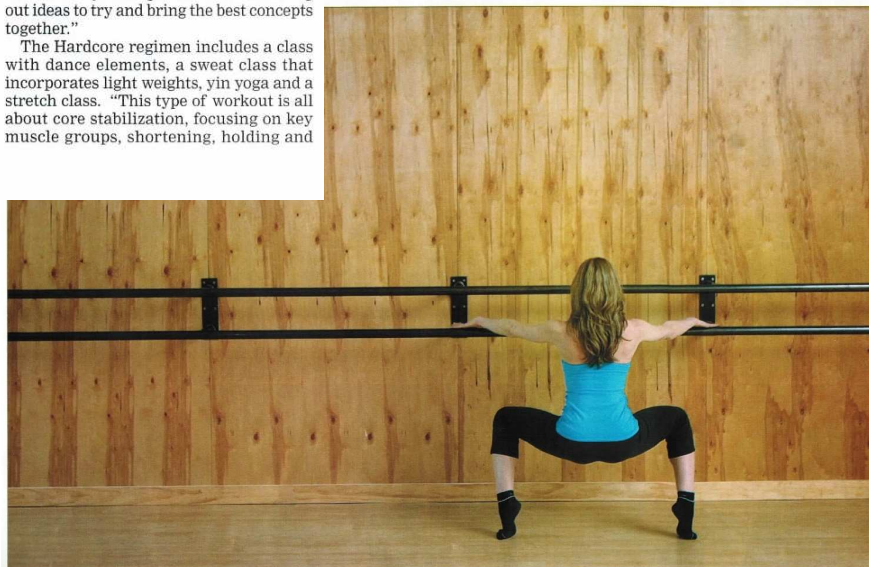 out ideas to try and bring the best concepts
together.”
The Hardcore regimen includes a class
with dance elements, a sweat class that
incorporates light weights, yin yoga and a
stretch class. “This type of workout is all
about core stabilization, focusing on key
muscle groups, shortening, holding and